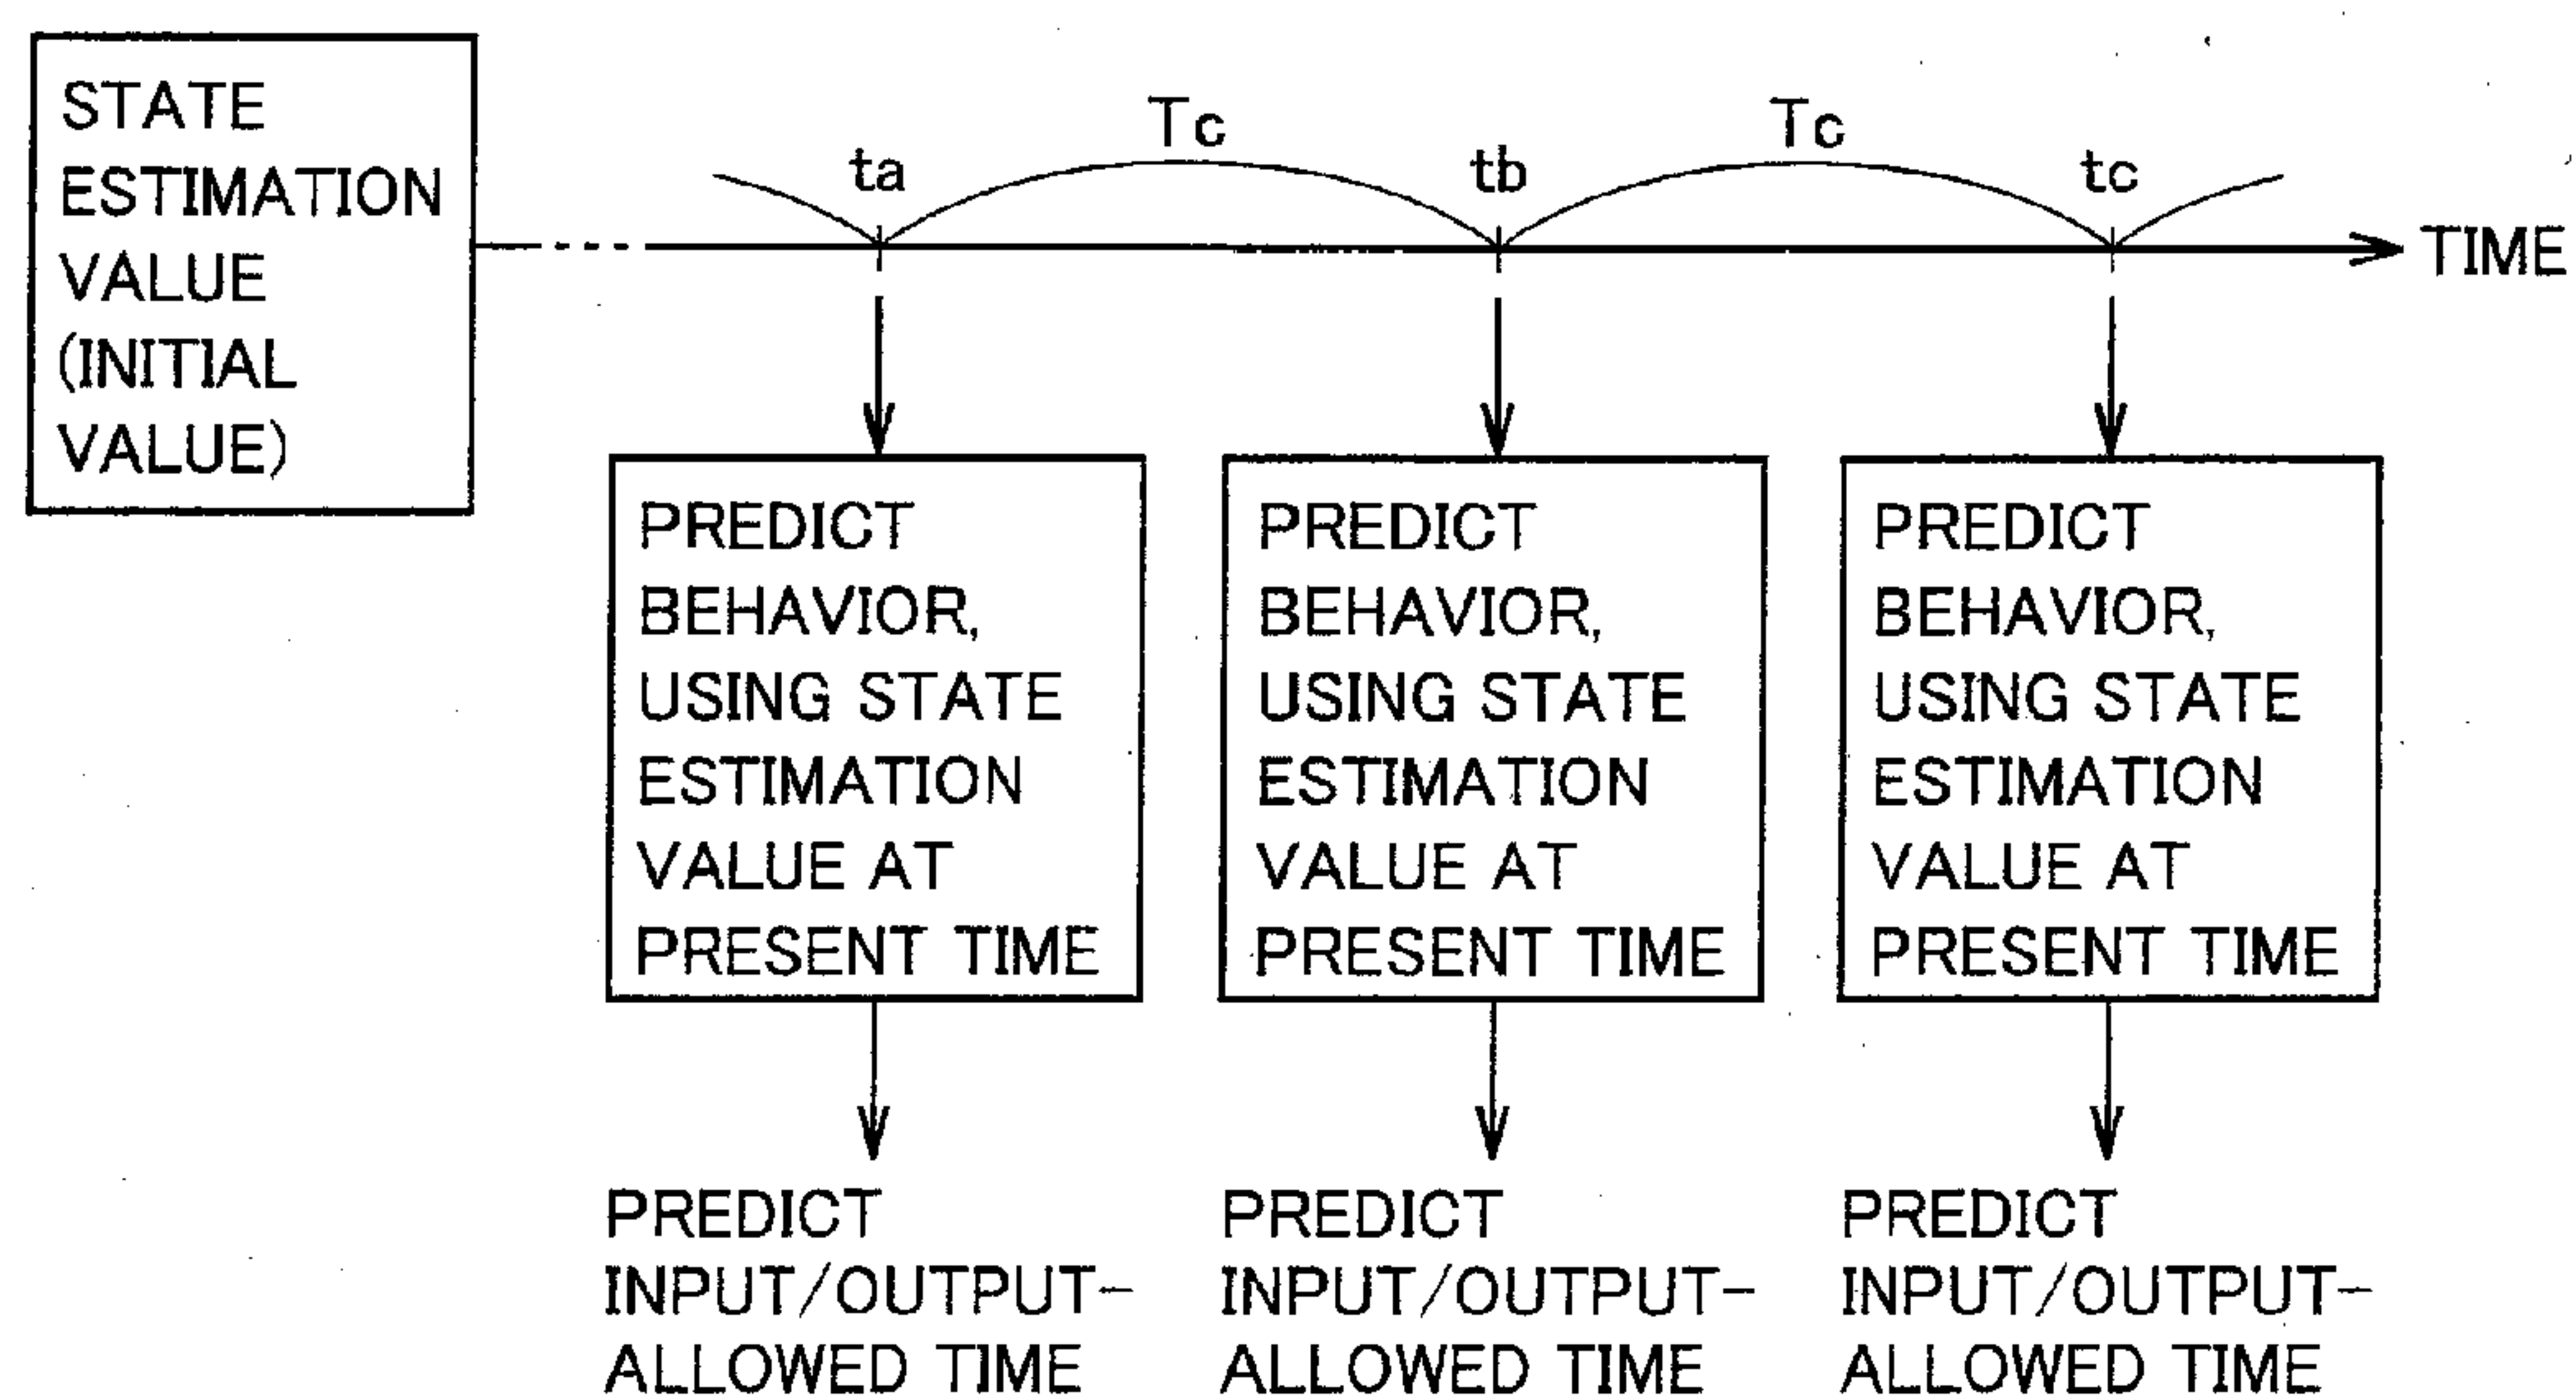 STATE
ESTIMATION
VALUE
(INITIAL
VALUE)
Tc
Tc
ta
tb
tc
TIME
PREDICT
BEHAVIOR,
USING STATE
ESTIMATION
VALUE AT
PRESENT TIME
PREDICT
BEHAVIOR,
USING STATE
ESTIMATION
VALUE AT
PRESENT TIME
PREDICT
BEHAVIOR,
USING STATE
ESTIMATION
VALUE AT
PRESENT TIME
PREDICT
INPUT/OUTPUT-
ALLOWED TIME
PREDICT
INPUT/OUTPUT-
ALLOWED TIME
PREDICT
INPUT/OUTPUT-
ALLOWED TIME